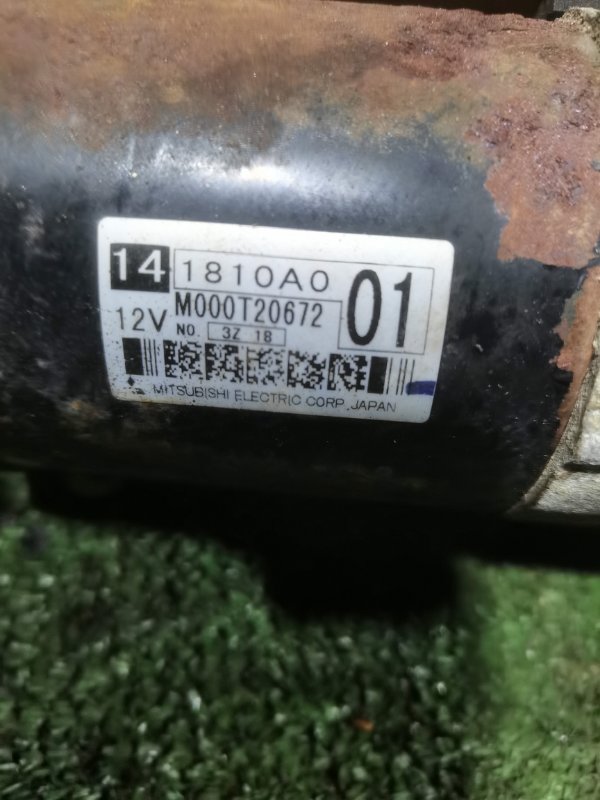 14 1810A0 01
M000T20672
12V NO. 3Z 18
MITSUBISHI ELECTRIC CORP. JAPAN